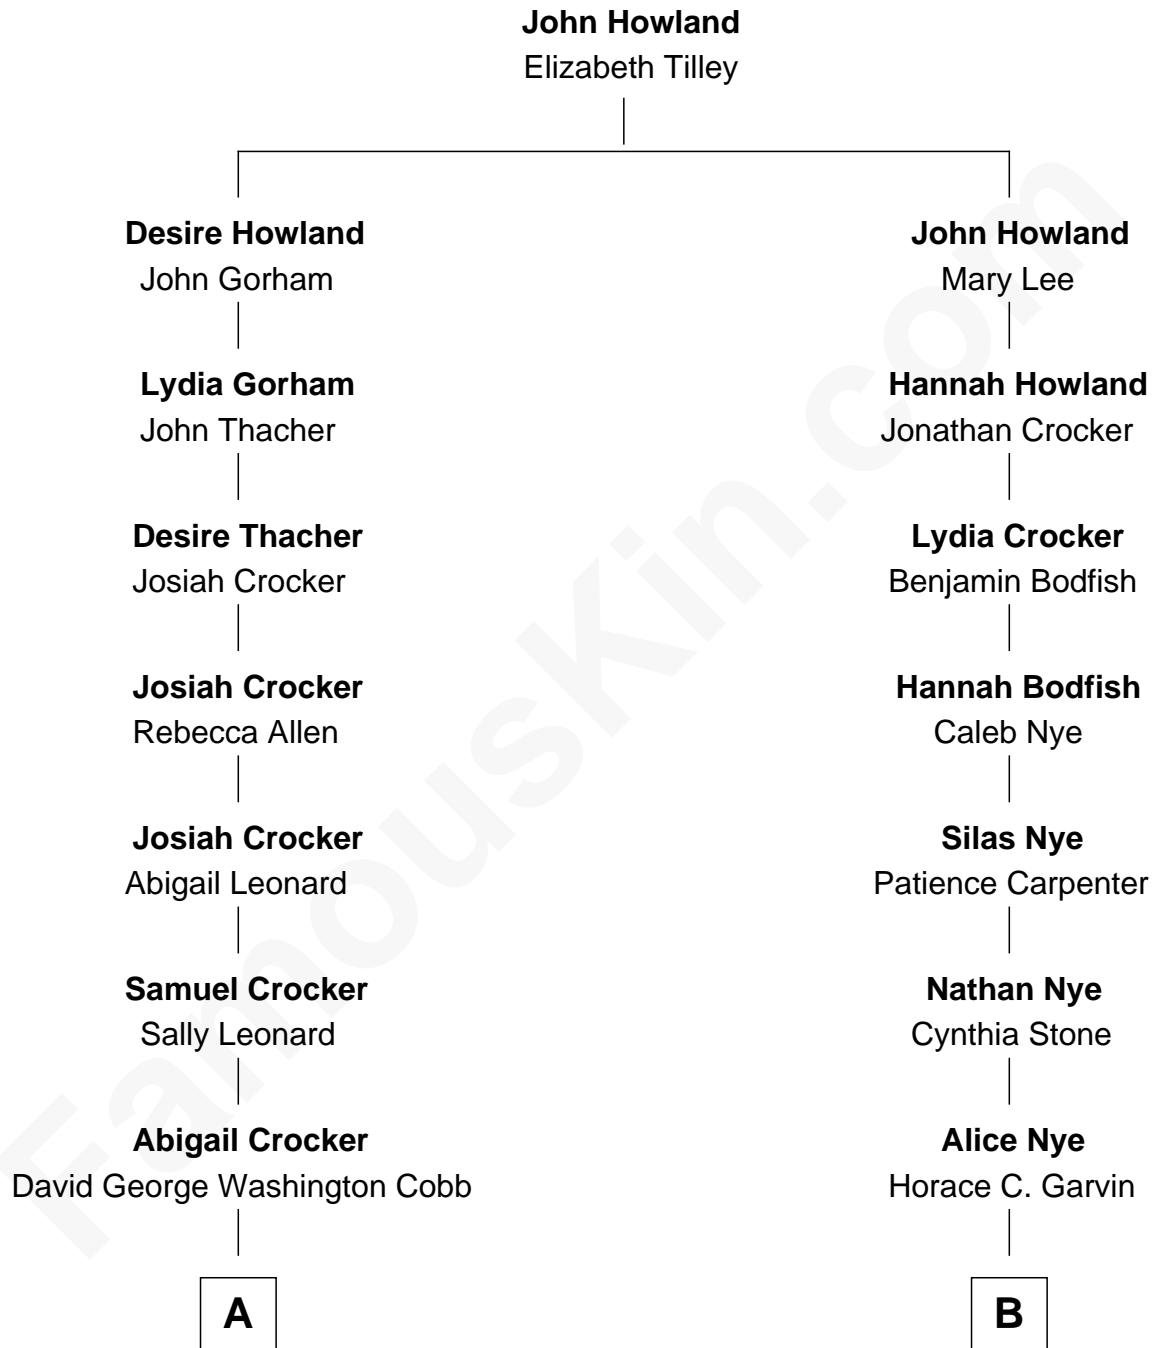 John Howland
Elizabeth Tilley
Desire Howland
John Gorham
John Howland
Mary Lee
Lydia Gorham
John Thacher
Hannah Howland
Jonathan Crocker
Desire Thacher
Josiah Crocker
Lydia Crocker
Benjamin Bodfish
Josiah Crocker
Rebecca Allen
Hannah Bodfish
Caleb Nye
Josiah Crocker
Abigail Leonard
Silas Nye
Patience Carpenter
Samuel Crocker
Sally Leonard
Nathan Nye
Cynthia Stone
Abigail Crocker
David George Washington Cobb
Alice Nye
Horace C. Garvin
A
B
FamousKin.com